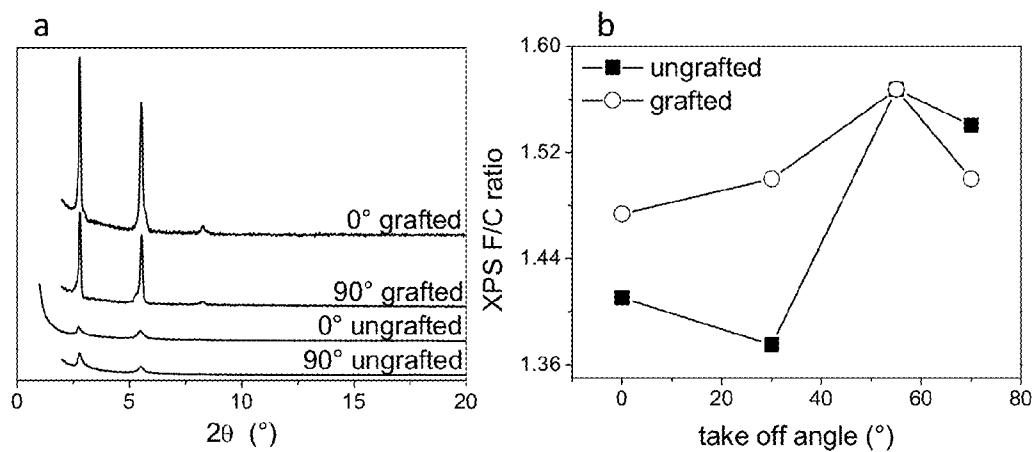 a
0° grafted
90° grafted
0° ungrafted
90° ungrafted
0 5 10 15 20
2θ (°)
b
ungrafted
grafted
1.60
1.52
1.44
1.36
XPS F/C ratio
0 20 40 60 80
take off angle (°)